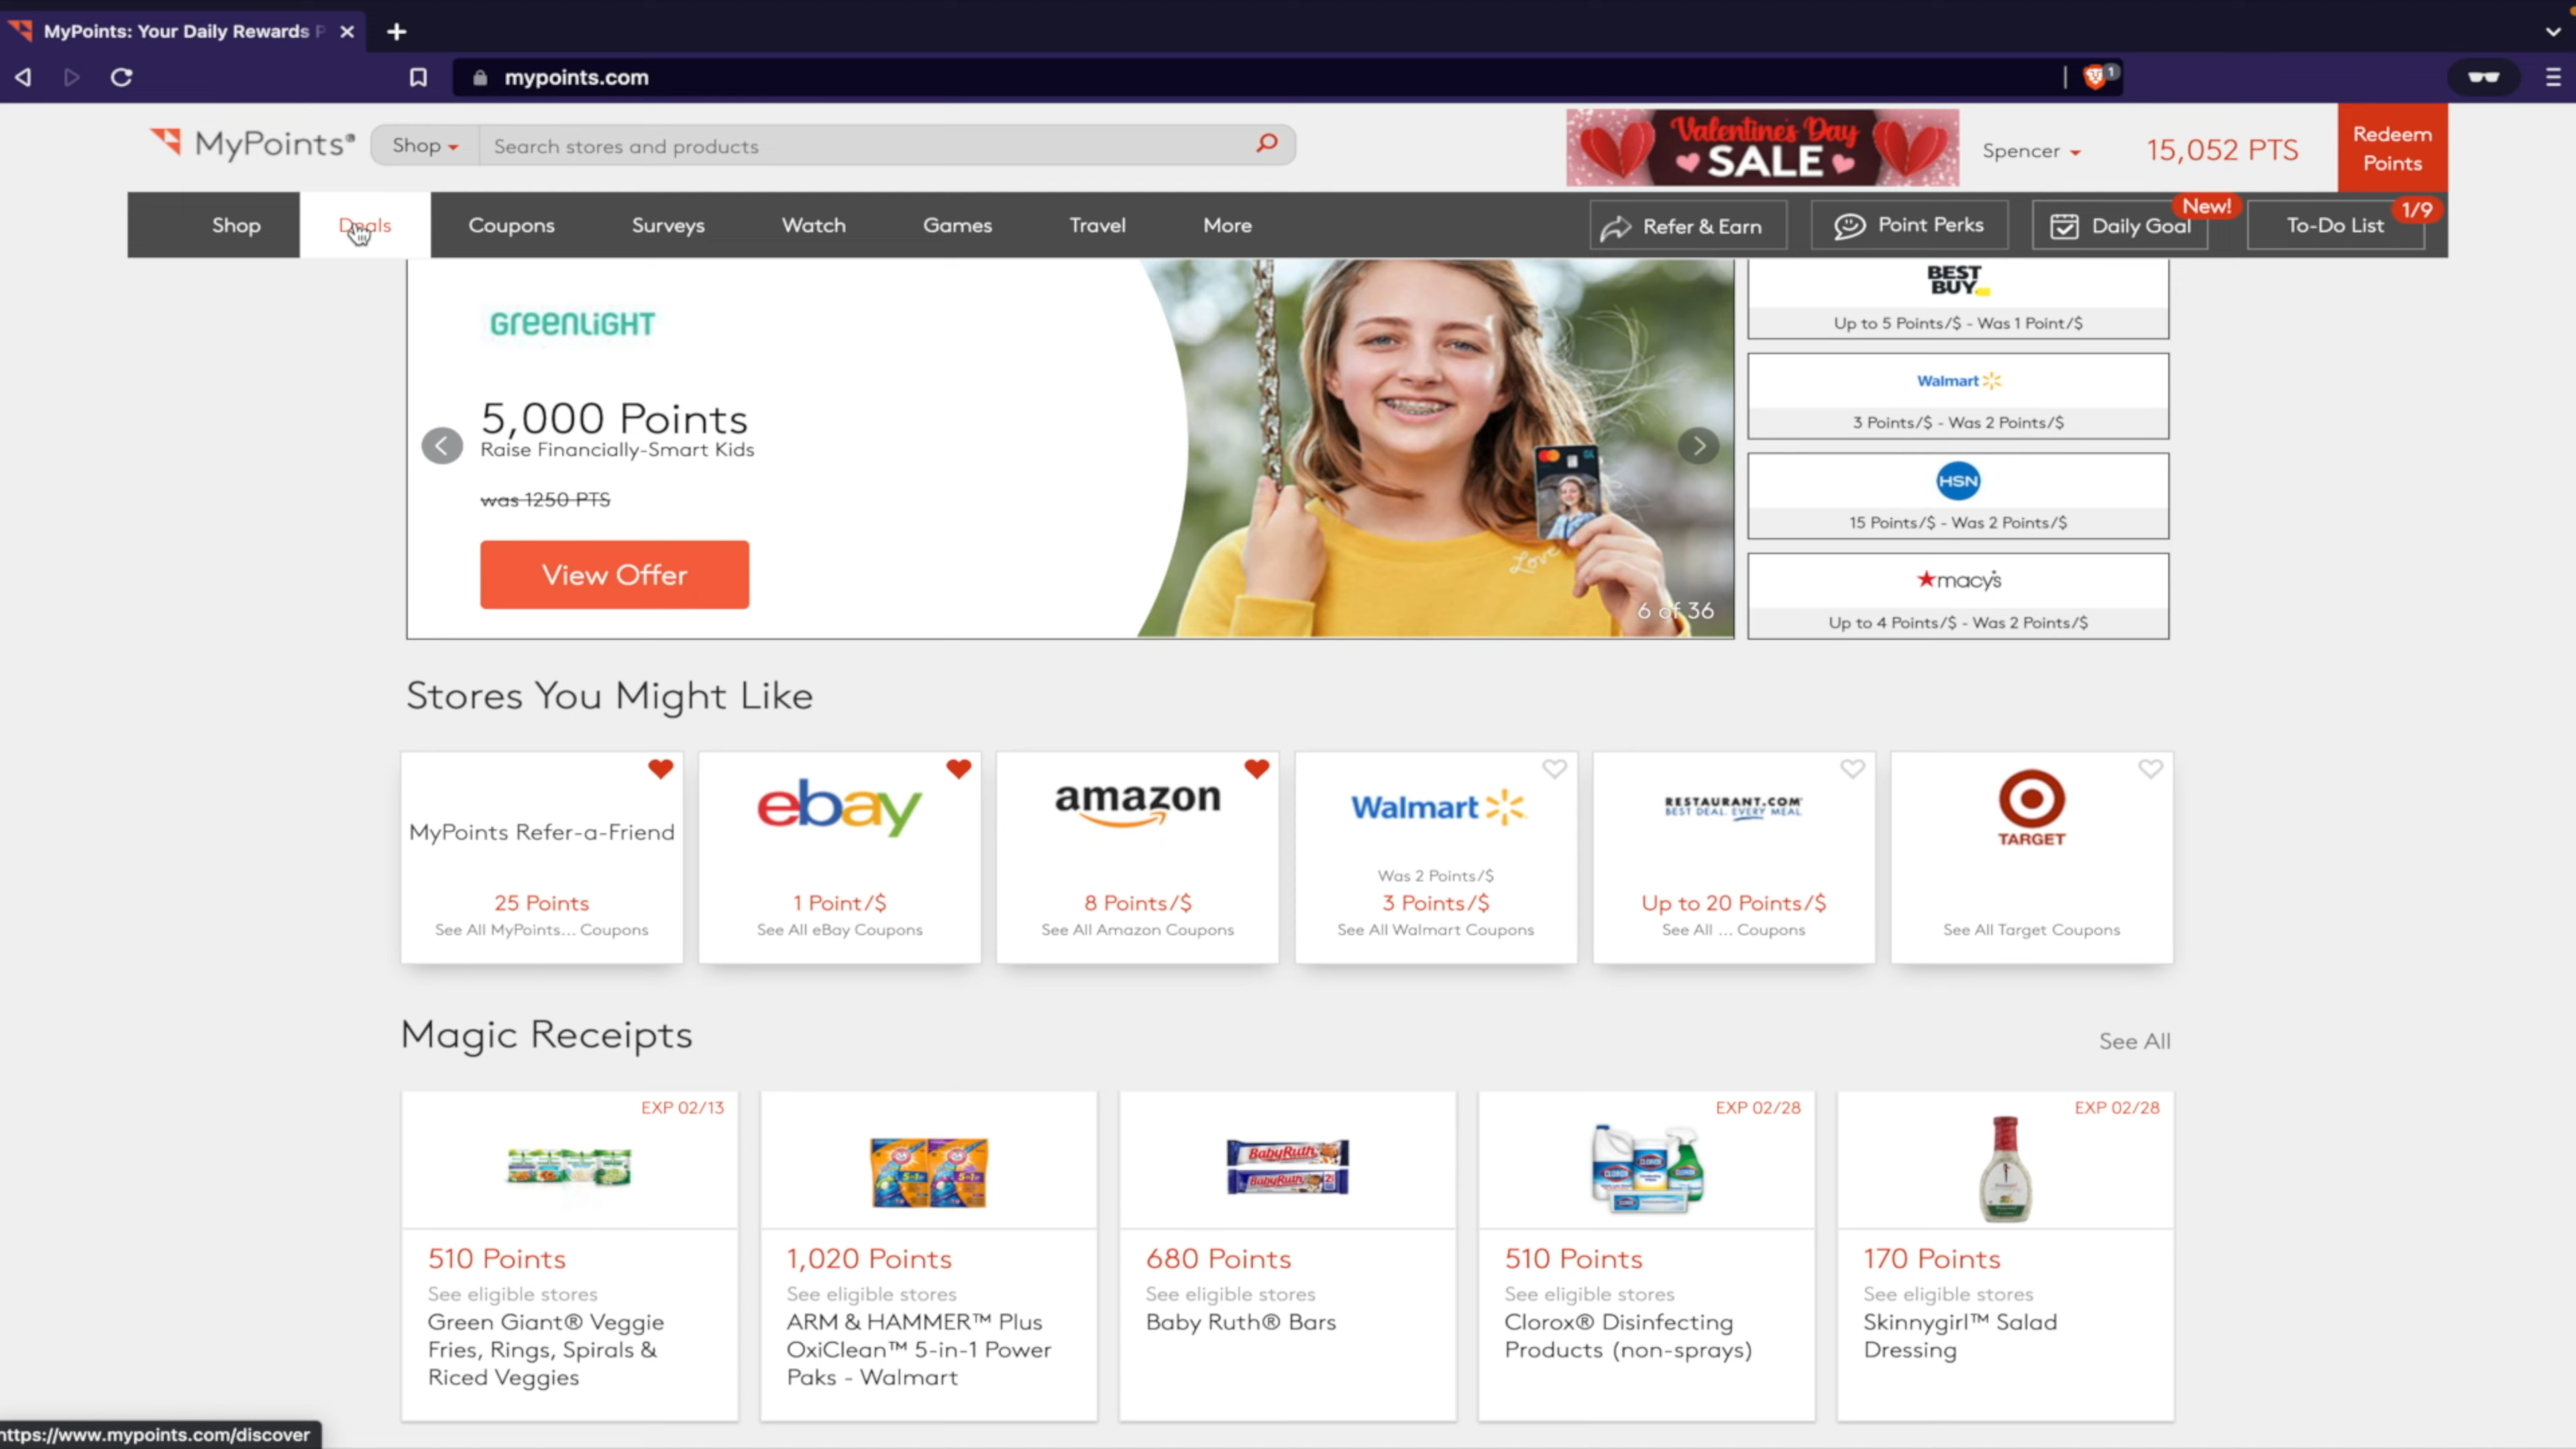 MyPoints: Your Daily Rewards P
mypoints.com
1
MyPoints®
Shop
Search stores and products
Valentine's Day
SALE
Spencer
15,052 PTS
Redeem
Points
Shop
Deals
Coupons
Surveys
Watch
Games
Travel
More
Refer & Earn
Point Perks
Daily Goal
New!
To-Do List
1/9
GREENLIGHT
5,000 Points
Raise Financially-Smart Kids
was 1250 PTS
View Offer
Love
6 of 36
BEST
BUY
Up to 5 Points/$ - Was 1 Point/$
Walmart
3 Points/$ - Was 2 Points/$
HSN
15 Points/$ - Was 2 Points/$
macy's
Up to 4 Points/$ - Was 2 Points/$
Stores You Might Like
MyPoints Refer-a-Friend
25 Points
See All MyPoints... Coupons
ebay
1 Point/$
See All eBay Coupons
amazon
8 Points/$
See All Amazon Coupons
Walmart
Was 2 Points/$
3 Points/$
See All Walmart Coupons
RESTAURANT.COM
BEST DEAL. EVERY MEAL.
Up to 20 Points/$
See All ... Coupons
TARGET
See All Target Coupons
Magic Receipts
See All
EXP 02/13
510 Points
See eligible stores
Green Giant® Veggie
Fries, Rings, Spirals &
Riced Veggies
1,020 Points
See eligible stores
ARM & HAMMER™ Plus
OxiClean™ 5-in-1 Power
Paks - Walmart
BabyRuth
BabyRuth
680 Points
See eligible stores
Baby Ruth® Bars
EXP 02/28
CLOROX
CLOROX
510 Points
See eligible stores
Clorox® Disinfecting
Products (non-sprays)
EXP 02/28
170 Points
See eligible stores
Skinnygirl™ Salad
Dressing
https://www.mypoints.com/discover